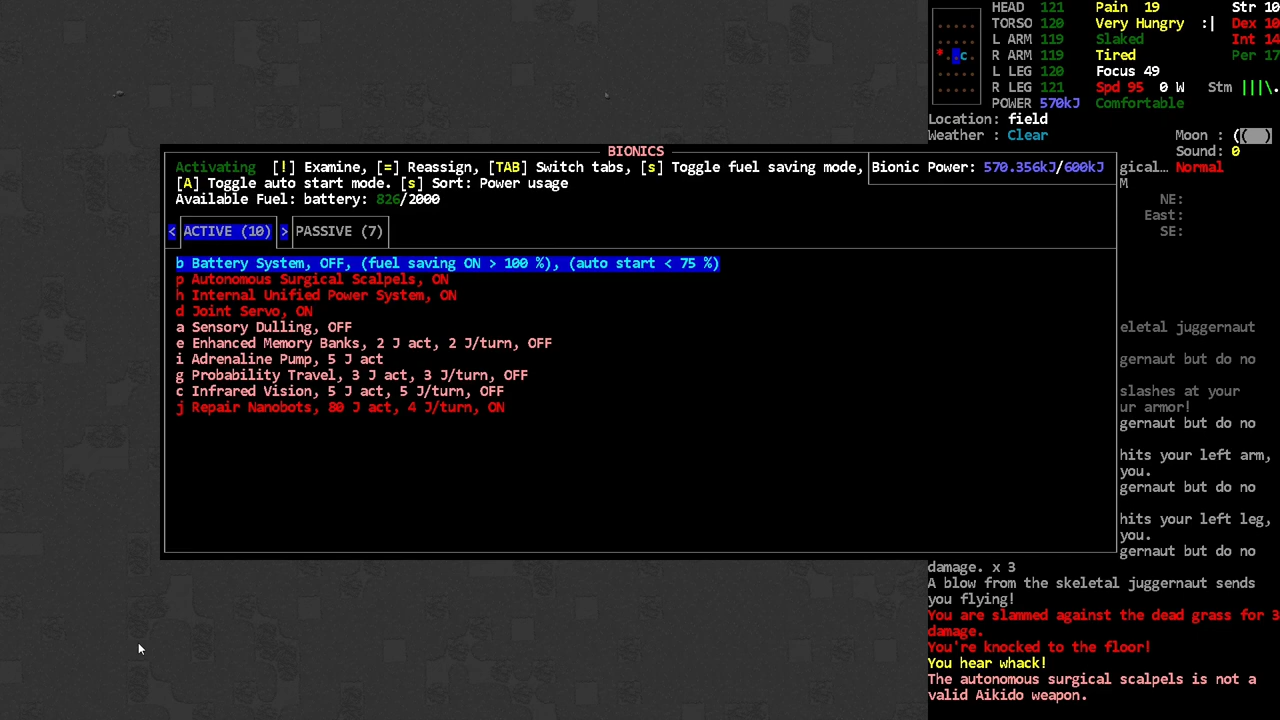 HEAD 121 Pain 19 Str 10
TORSO 120 Very Hungry :| Dex 10
L ARM 119 Slaked Int 14
R ARM 119 Tired Per 17
L LEG 120 Focus 49
R LEG 121 Spd 95 0 W Stm |||\.
POWER 570kJ Comfortable
* . . c
Location: field
Weather : Clear Moon : (
Sound: 0
BIONICS
Activating [!] Examine, [=] Reassign, [TAB] Switch tabs, [s] Toggle fuel saving mode,
[A] Toggle auto start mode. [s] Sort: Power usage
Available Fuel: battery: 826/2000
Bionic Power: 570.356kJ/600kJ
< ACTIVE (10) > PASSIVE (7)
b Battery System, OFF, (fuel saving ON > 100 %), (auto start < 75 %)
p Autonomous Surgical Scalpels, ON
h Internal Unified Power System, ON
d Joint Servo, ON
a Sensory Dulling, OFF
e Enhanced Memory Banks, 2 J act, 2 J/turn, OFF
i Adrenaline Pump, 5 J act
g Probability Travel, 3 J act, 3 J/turn, OFF
c Infrared Vision, 5 J act, 5 J/turn, OFF
j Repair Nanobots, 80 J act, 4 J/turn, ON
gical… Normal
M
NE:
East:
SE:
eletal juggernaut
gernaut but do no
slashes at your
ur armor!
gernaut but do no
hits your left arm,
you.
gernaut but do no
hits your left leg,
you.
gernaut but do no
damage. x 3
A blow from the skeletal juggernaut sends
you flying!
You are slammed against the dead grass for 3
damage.
You're knocked to the floor!
You hear whack!
The autonomous surgical scalpels is not a
valid Aikido weapon.